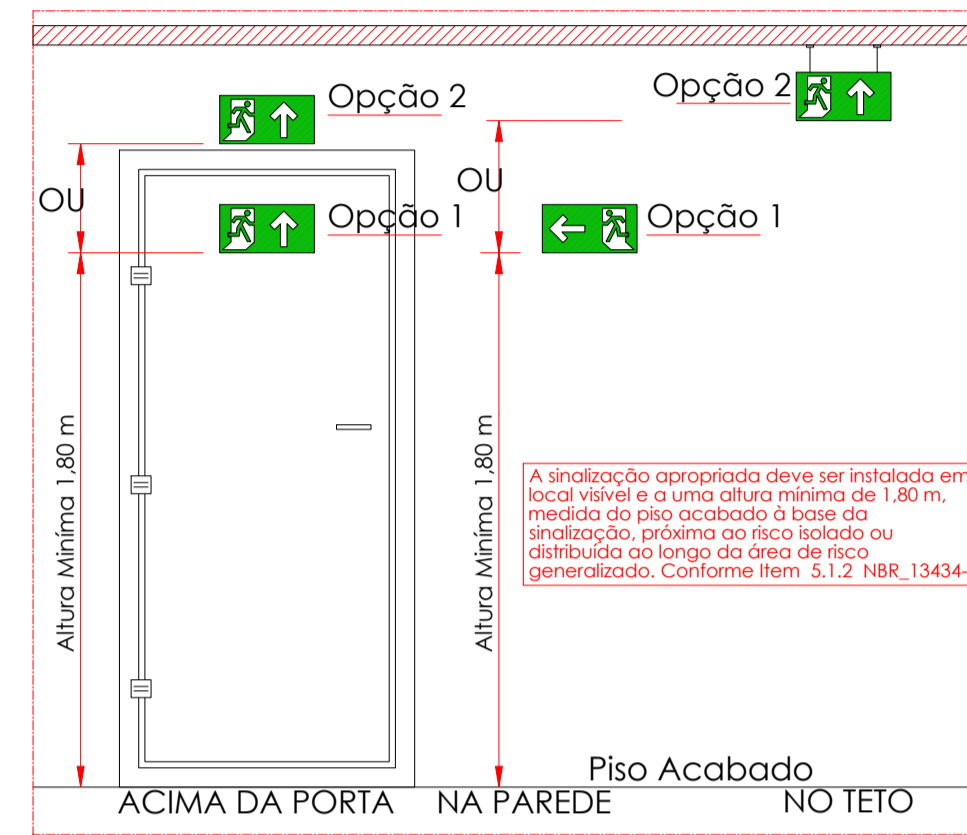 Opção 2
Opção 2
OU
OU
Opção 1
Opção 1
Altura Miníma 1,80 m
Altura Miníma 1,80 m
A sinalização apropriada deve ser instalada em
local visível e a uma altura mínima de 1,80 m,
medida do piso acabado à base da
sinalização, próxima ao risco isolado ou
distribuída ao longo da área de risco
generalizado. Conforme Item 5.1.2 NBR_13434-
Piso Acabado
ACIMA DA PORTA
NA PAREDE
NO TETO